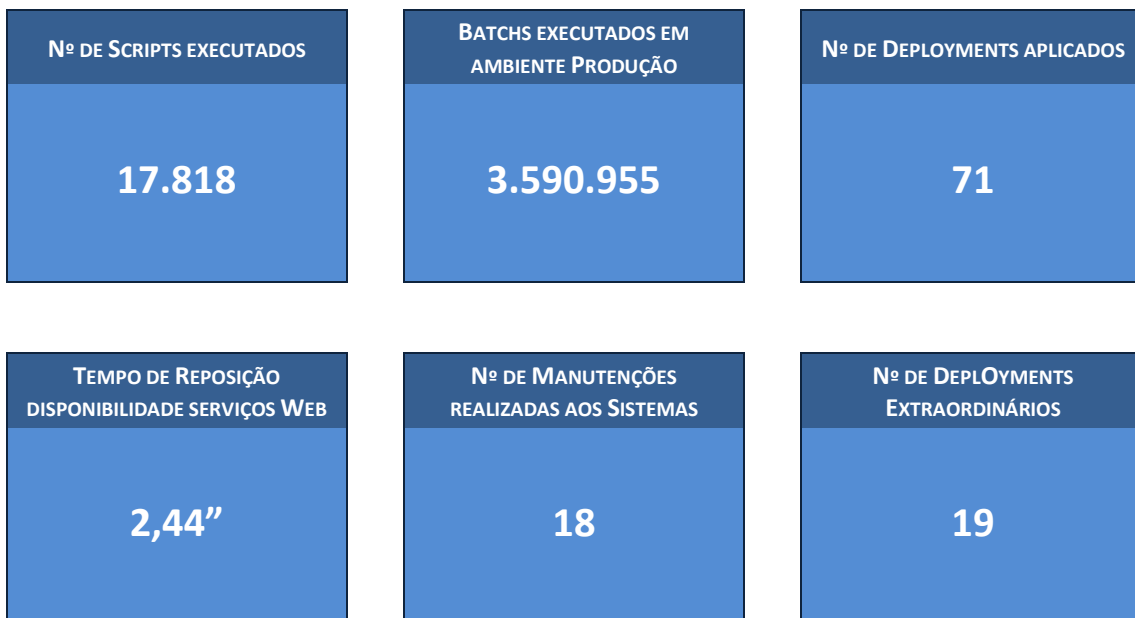 Nº DE SCRIPTS EXECUTADOS
17.818
BATCHS EXECUTADOS EM
AMBIENTE PRODUÇÃO
3.590.955
Nº DE DEPLOYMENTS APLICADOS
71
TEMPO DE REPOSIÇÃO
DISPONIBILIDADE SERVIÇOS WEB
2,44”
Nº DE MANUTENÇÕES
REALIZADAS AOS SISTEMAS
18
Nº DE DEPLOYMENTS
EXTRAORDINÁRIOS
19